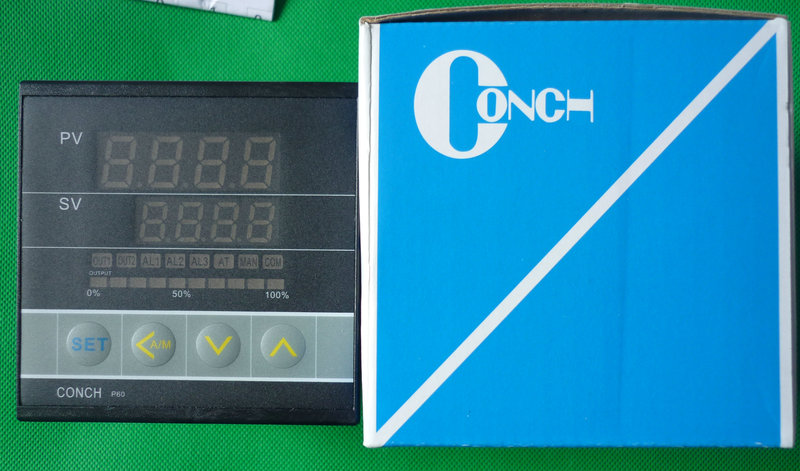 PV
8888
SV
8888
OUT1 OUT2 AL1 AL2 AL3 AT MAN COM
OUTPUT
0% 50% 100%
SET A/M
CONCH P60
CONCH